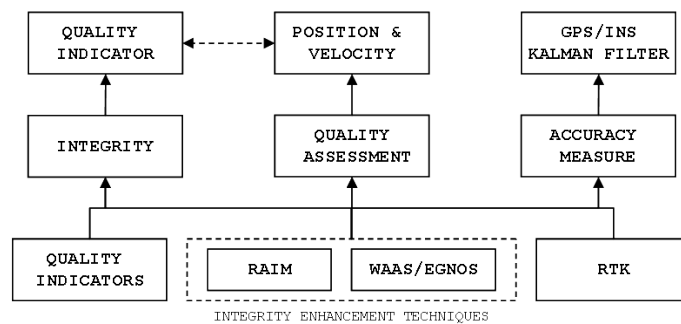 QUALITY
INDICATOR
POSITION &
VELOCITY
GPS/INS
KALMAN FILTER
INTEGRITY
QUALITY
ASSESSMENT
ACCURACY
MEASURE
QUALITY
INDICATORS
RAIM
WAAS/EGNOS
RTK
INTEGRITY ENHANCEMENT TECHNIQUES